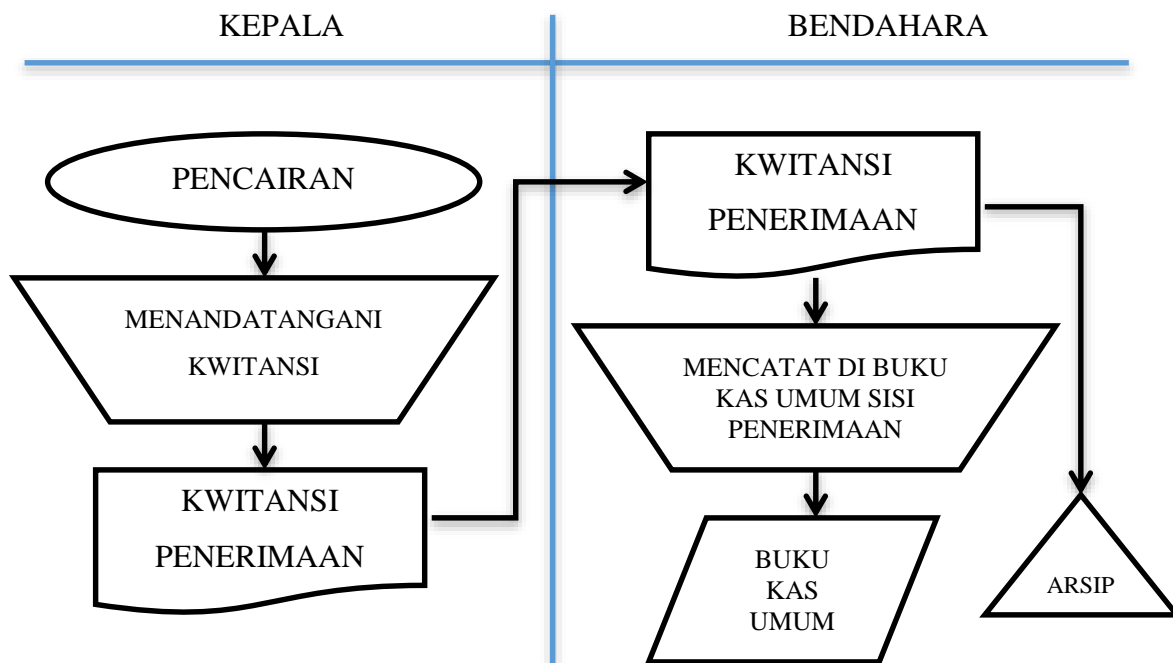 KEPALA
BENDAHARA
PENCAIRAN
MENANDATANGANI
KWITANSI
KWITANSI
PENERIMAAN
KWITANSI
PENERIMAAN
MENCATAT DI BUKU
KAS UMUM SISI
PENERIMAAN
BUKU
KAS
UMUM
ARSIP